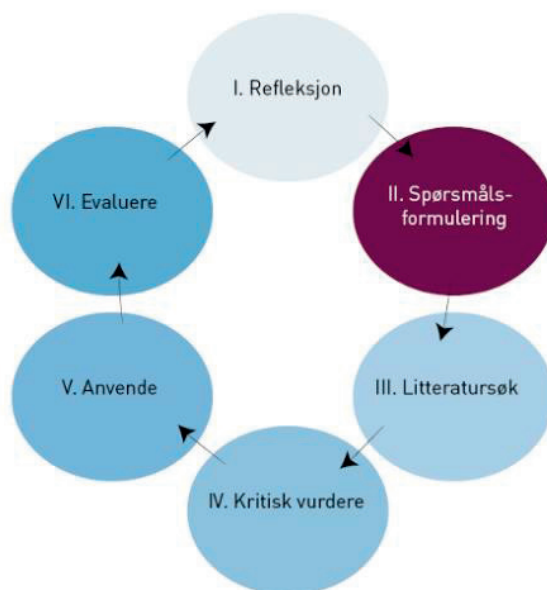 I. Refleksjon
II. Spørsmåls-
formulering
III. Litteratursøk
IV. Kritisk vurdere
V. Anvende
VI. Evaluere